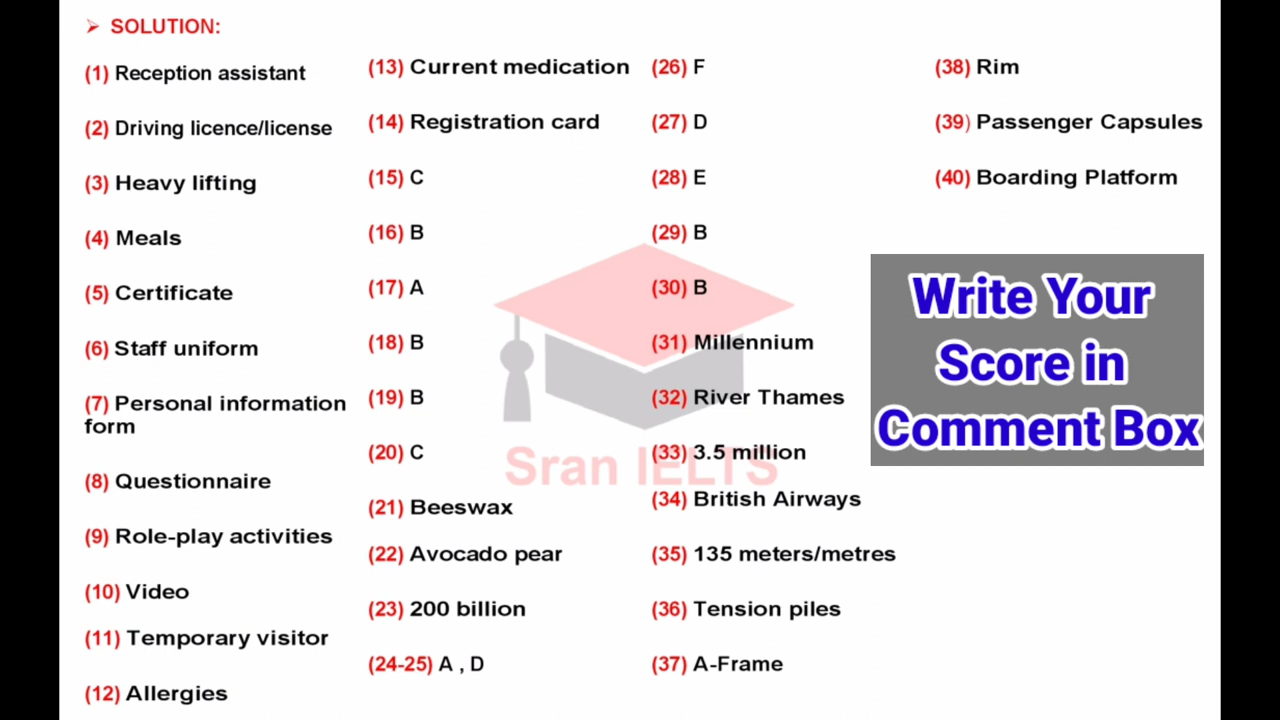 ➢ SOLUTION:
(1) Reception assistant
(2) Driving licence/license
(3) Heavy lifting
(4) Meals
(5) Certificate
(6) Staff uniform
(7) Personal information
form
(8) Questionnaire
(9) Role-play activities
(10) Video
(11) Temporary visitor
(12) Allergies
(13) Current medication
(14) Registration card
(15) C
(16) B
(17) A
(18) B
(19) B
(20) C
(21) Beeswax
(22) Avocado pear
(23) 200 billion
(24-25) A , D
(26) F
(27) D
(28) E
(29) B
(30) B
(31) Millennium
(32) River Thames
(33) 3.5 million
(34) British Airways
(35) 135 meters/metres
(36) Tension piles
(37) A-Frame
(38) Rim
(39) Passenger Capsules
(40) Boarding Platform
Write Your
Score in
Comment Box
Sran IELTS